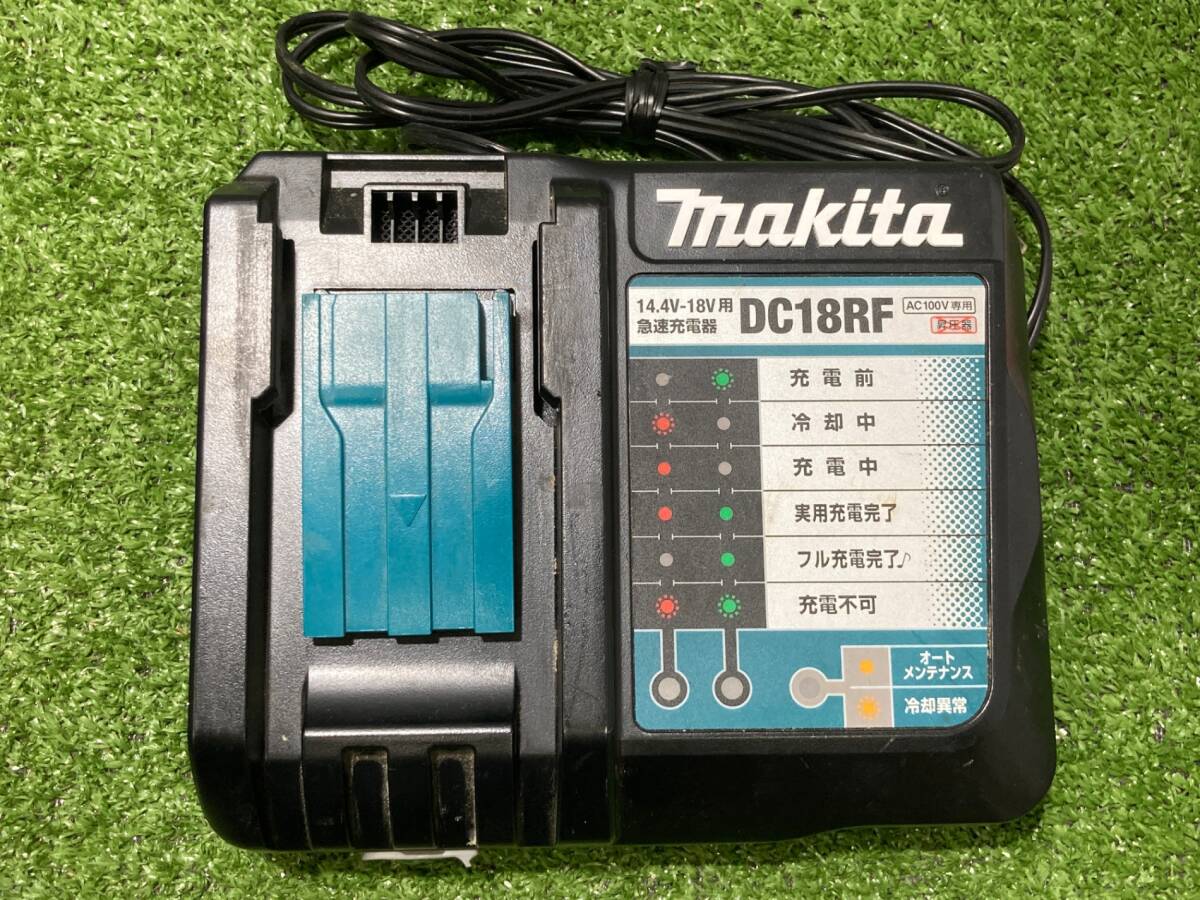 makita
14.4V-18V用
急速充電器
DC18RF
AC100V専用
昇圧器
充電前
冷却中
充電中
実用充電完了
フル充電完了♪
充電不可
オート
メンテナンス
冷却異常